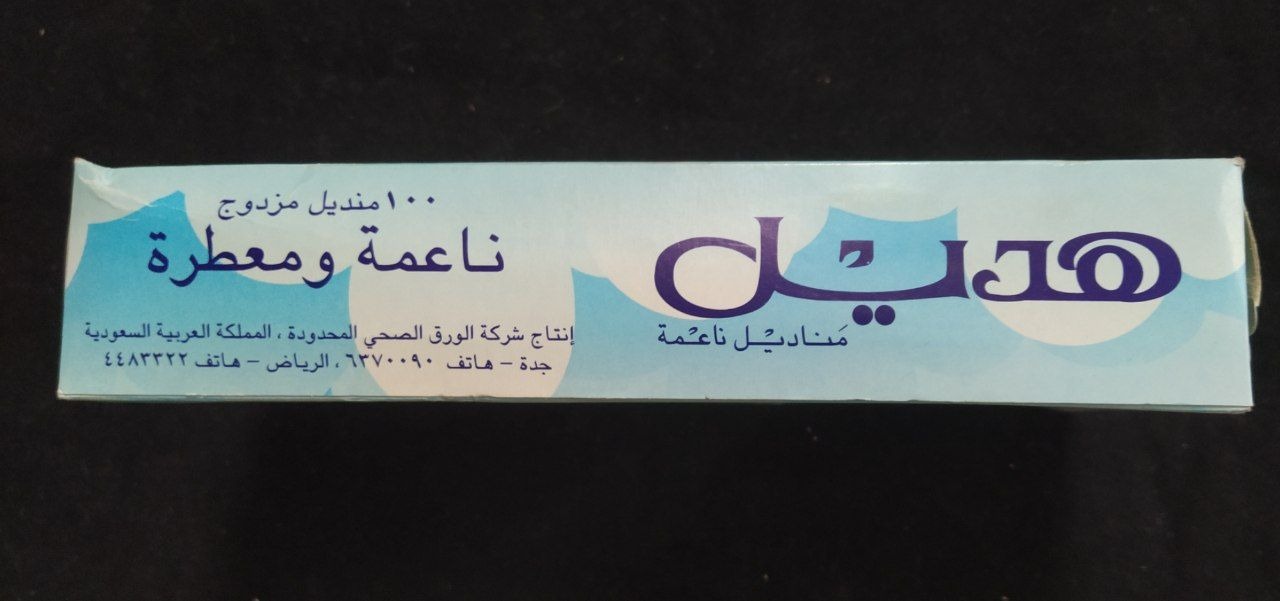 هديل
مناديل ناعمة
١٠٠ منديل مزدوج
ناعمة ومعطرة
إنتاج شركة الورق الصحي المحدودة ، المملكة العربية السعودية
جدة – هاتف ٦٣٧٠٠٩٠ ، الرياض – هاتف ٤٤٨٣٣٢٢